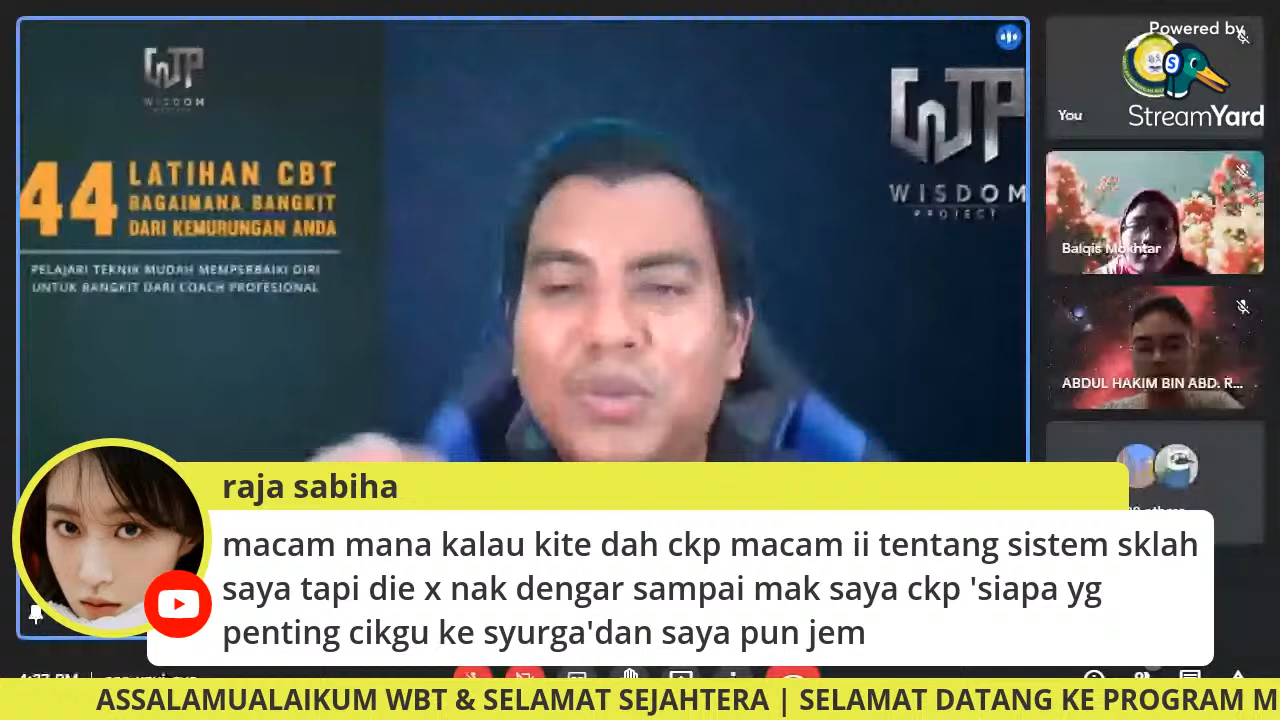 WTP
WISDOM
44
LATIHAN CBT
BAGAIMANA BANGKIT
DARI KEMURUNGAN ANDA
PELAJARI TEKNIK MUDAH MEMPERBAIKI DIRI
UNTUK BANGKIT DARI COACH PROFESIONAL
WTP
WISDOM
PROJECT
Powered by
StreamYard
You
Balqis Mokhtar
ABDUL HAKIM BIN ABD. R...
raja sabiha
macam mana kalau kite dah ckp macam ii tentang sistem sklah
saya tapi die x nak dengar sampai mak saya ckp 'siapa yg
penting cikgu ke syurga'dan saya pun jem
ASSALAMUALAIKUM WBT & SELAMAT SEJAHTERA | SELAMAT DATANG KE PROGRAM M